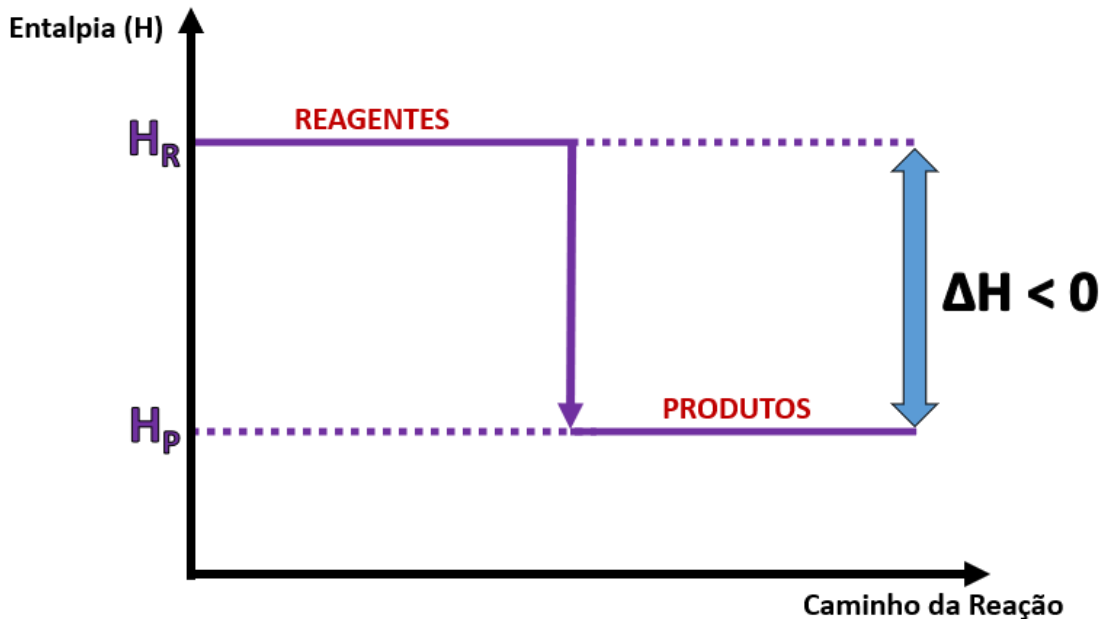 Entalpia (H)
REAGENTES
HR
ΔH < 0
PRODUTOS
HP
Caminho da Reação